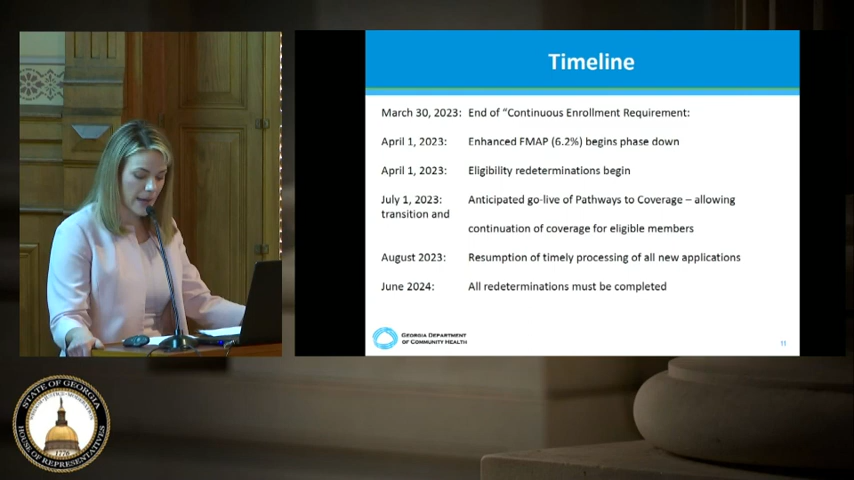 Timeline
March 30, 2023: End of “Continuous Enrollment Requirement:
April 1, 2023: Enhanced FMAP (6.2%) begins phase down
April 1, 2023: Eligibility redeterminations begin
July 1, 2023: Anticipated go-live of Pathways to Coverage – allowing
transition and
continuation of coverage for eligible members
August 2023: Resumption of timely processing of all new applications
June 2024: All redeterminations must be completed
GEORGIA DEPARTMENT
OF COMMUNITY HEALTH
11
STATE OF GEORGIA
HOUSE OF REPRESENTATIVES
1776